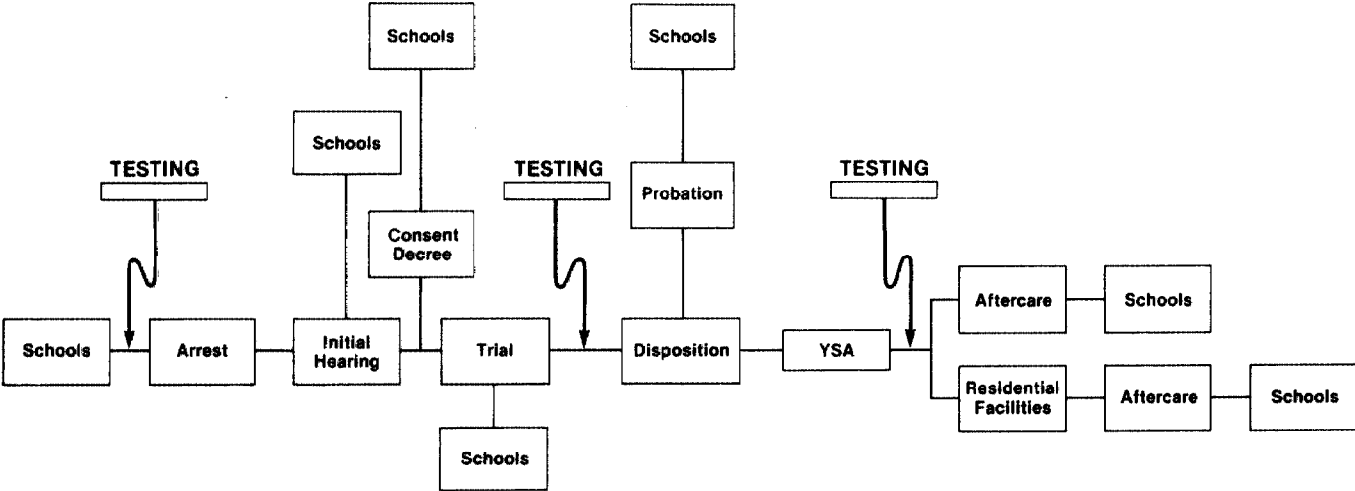 Schools
Schools
Schools
TESTING
TESTING
TESTING
Probation
Consent
Decree
Aftercare
Schools
Schools
Arrest
Initial
Hearing
Trial
Disposition
YSA
Residential
Facilities
Aftercare
Schools
Schools